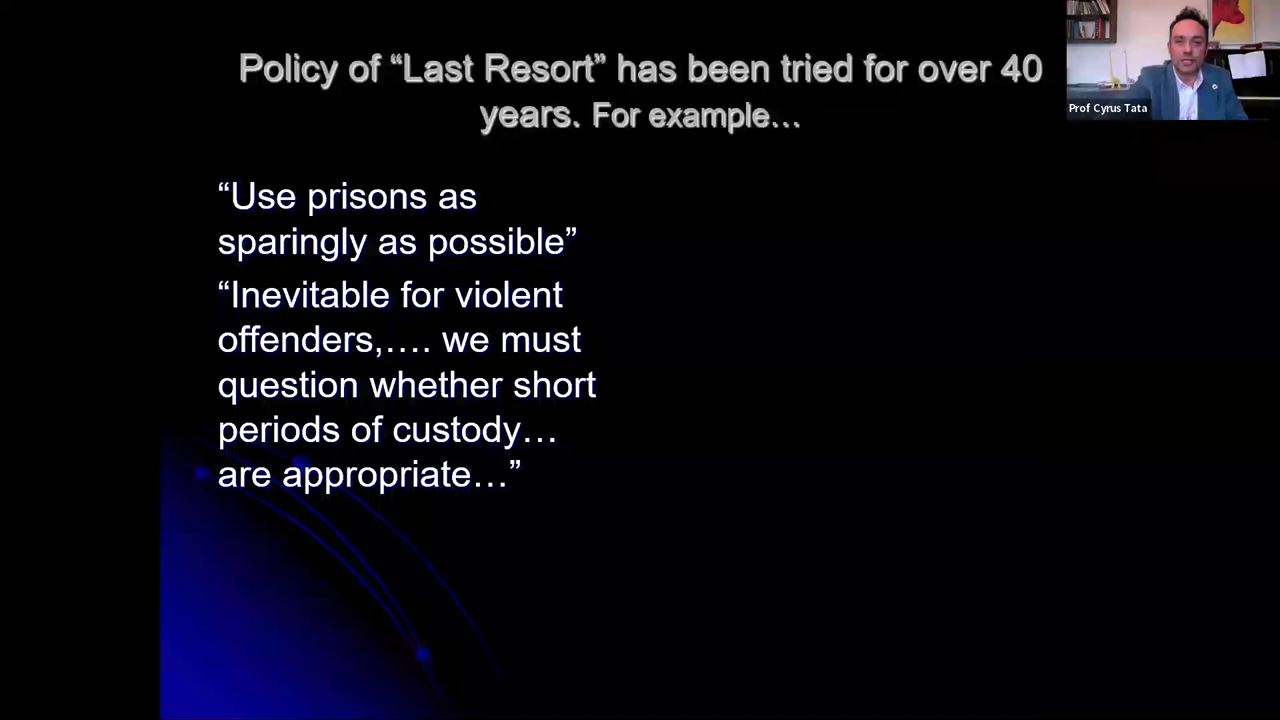 Policy of “Last Resort” has been tried for over 40
years. For example…
Prof Cyrus Tata
“Use prisons as
sparingly as possible”
“Inevitable for violent
offenders,…. we must
question whether short
periods of custody…
are appropriate…”